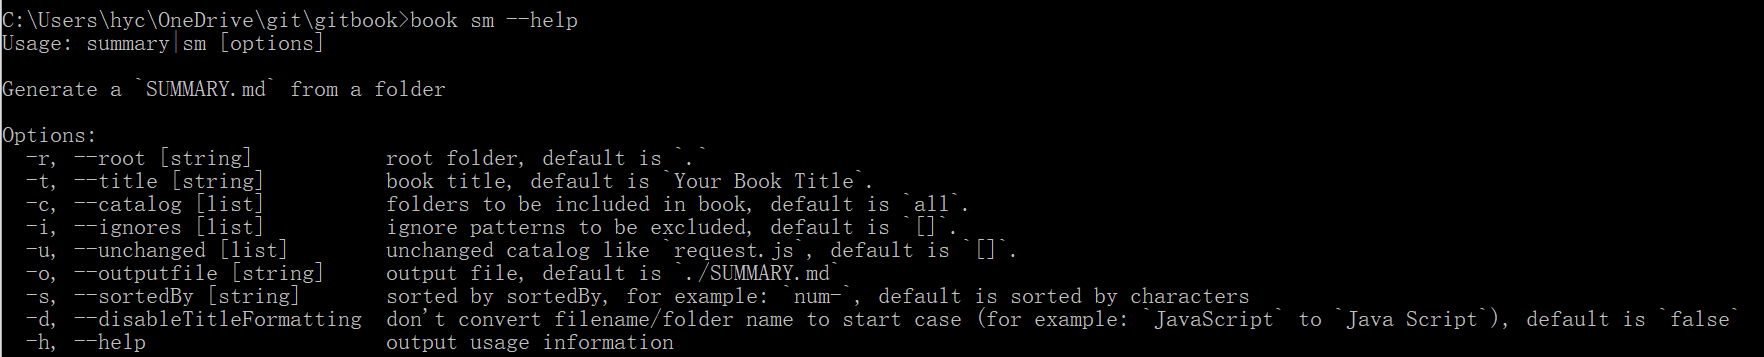 C:\Users\hyc\OneDrive\git\gitbook>book sm --help
Usage: summary|sm [options]
Generate a `SUMMARY.md` from a folder
Options:
-r, --root [string] root folder, default is `.`
-t, --title [string] book title, default is `Your Book Title`.
-c, --catalog [list] folders to be included in book, default is `all`.
-i, --ignores [list] ignore patterns to be excluded, default is `[]`.
-u, --unchanged [list] unchanged catalog like `request.js`, default is `[]`.
-o, --outputfile [string] output file, default is `./SUMMARY.md`
-s, --sortedBy [string] sorted by sortedBy, for example: `num-`, default is sorted by characters
-d, --disableTitleFormatting don't convert filename/folder name to start case (for example: `JavaScript` to `Java Script`), default is `false`
-h, --help output usage information